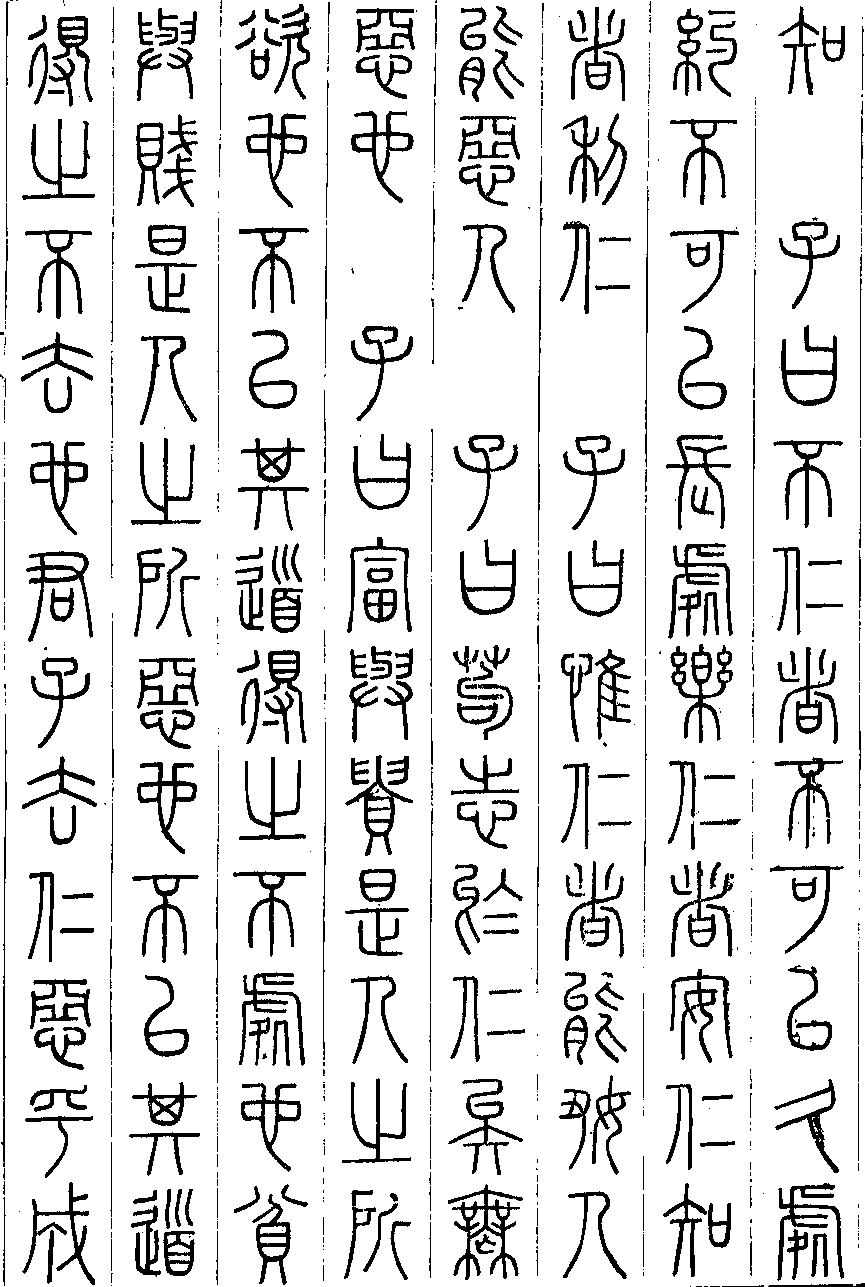 知　子曰不仁者不可以久處
約不可以長處樂仁者安仁知
者利仁　子曰惟仁者能好人
能惡人　子曰苟志於仁矣無
惡也　子曰富與貴是人之所
欲也不以其道得之不處也貧
與賤是人之所惡也不以其道
得之不去也君子去仁惡乎成